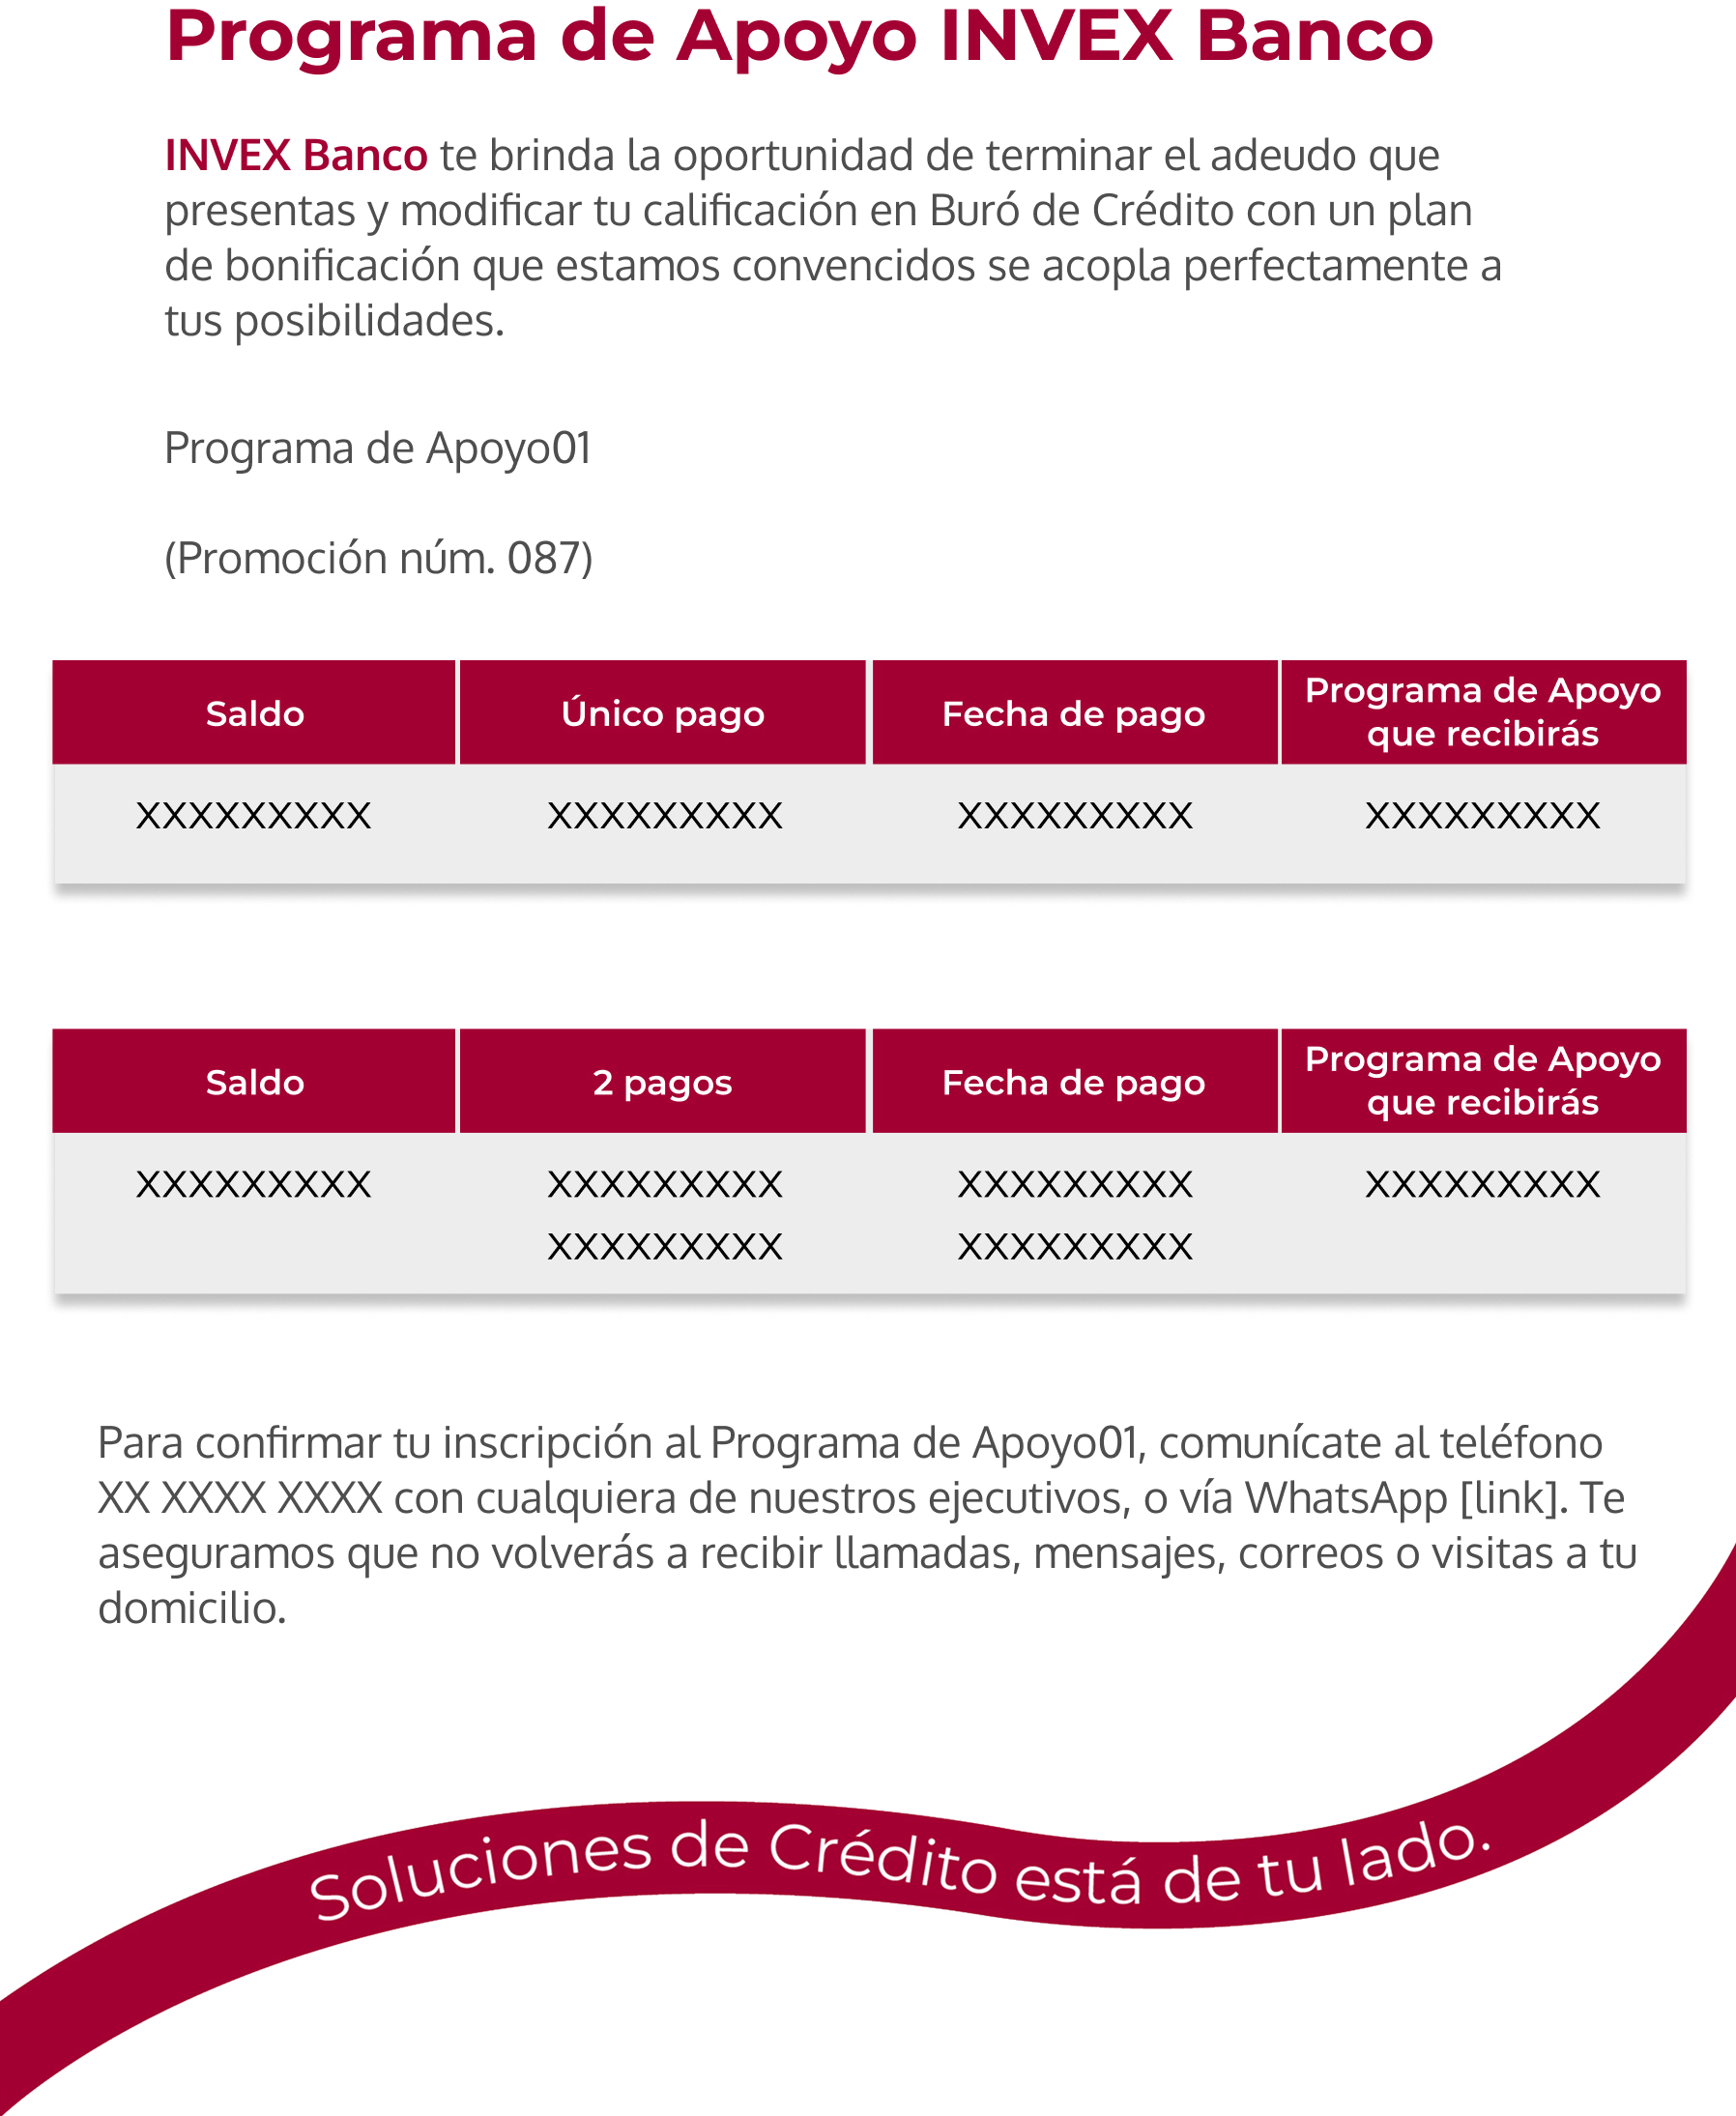 Programa de Apoyo INVEX Banco
INVEX Banco te brinda la oportunidad de terminar el adeudo que
presentas y modificar tu calificación en Buró de Crédito con un plan
de bonificación que estamos convencidos se acopla perfectamente a
tus posibilidades.
Programa de Apoyo01
(Promoción núm. 087)
Saldo Único pago Fecha de pago Programa de Apoyo que recibirás
XXXXXXXXX XXXXXXXXX XXXXXXXXX XXXXXXXXX
Saldo 2 pagos Fecha de pago Programa de Apoyo que recibirás
XXXXXXXXX XXXXXXXXX XXXXXXXXX XXXXXXXXX
XXXXXXXXX XXXXXXXXX
Para confirmar tu inscripción al Programa de Apoyo01, comunícate al teléfono
XX XXXX XXXX con cualquiera de nuestros ejecutivos, o vía WhatsApp [link]. Te
aseguramos que no volverás a recibir llamadas, mensajes, correos o visitas a tu
domicilio.
Soluciones de Crédito está de tu lado.